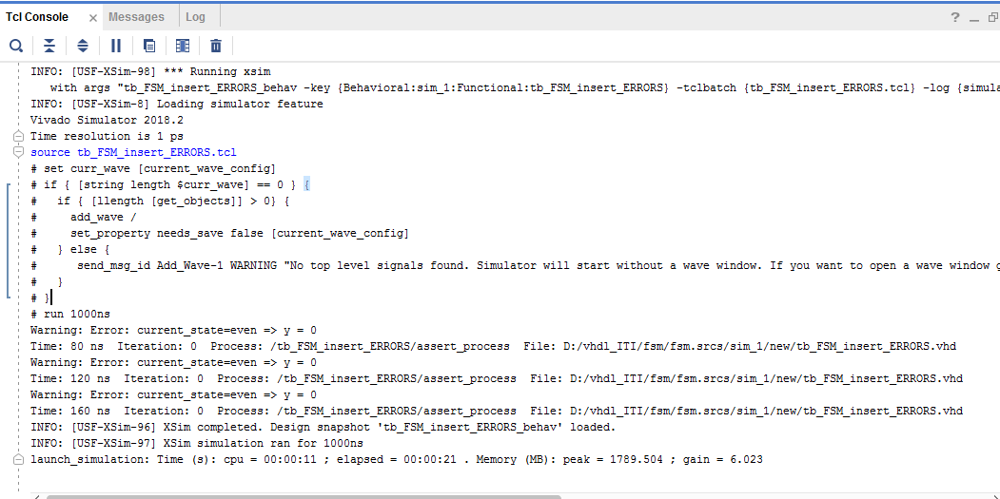 Tcl Console × Messages Log ? _
INFO: [USF-XSim-98] *** Running xsim
with args "tb_FSM_insert_ERRORS_behav -key {Behavioral:sim_1:Functional:tb_FSM_insert_ERRORS} -tclbatch {tb_FSM_insert_ERRORS.tcl} -log {simula
INFO: [USF-XSim-8] Loading simulator feature
Vivado Simulator 2018.2
Time resolution is 1 ps
source tb_FSM_insert_ERRORS.tcl
# set curr_wave [current_wave_config]
# if { [string length $curr_wave] == 0 } {
#   if { [llength [get_objects]] > 0} {
#     add_wave /
#     set_property needs_save false [current_wave_config]
#   } else {
#      send_msg_id Add_Wave-1 WARNING "No top level signals found. Simulator will start without a wave window. If you want to open a wave window g
#   }
# }
# run 1000ns
Warning: Error: current_state=even => y = 0
Time: 80 ns  Iteration: 0  Process: /tb_FSM_insert_ERRORS/assert_process  File: D:/vhdl_ITI/fsm/fsm.srcs/sim_1/new/tb_FSM_insert_ERRORS.vhd
Warning: Error: current_state=even => y = 0
Time: 120 ns  Iteration: 0  Process: /tb_FSM_insert_ERRORS/assert_process  File: D:/vhdl_ITI/fsm/fsm.srcs/sim_1/new/tb_FSM_insert_ERRORS.vhd
Warning: Error: current_state=even => y = 0
Time: 160 ns  Iteration: 0  Process: /tb_FSM_insert_ERRORS/assert_process  File: D:/vhdl_ITI/fsm/fsm.srcs/sim_1/new/tb_FSM_insert_ERRORS.vhd
INFO: [USF-XSim-96] XSim completed. Design snapshot 'tb_FSM_insert_ERRORS_behav' loaded.
INFO: [USF-XSim-97] XSim simulation ran for 1000ns
launch_simulation: Time (s): cpu = 00:00:11 ; elapsed = 00:00:21 . Memory (MB): peak = 1789.504 ; gain = 6.023